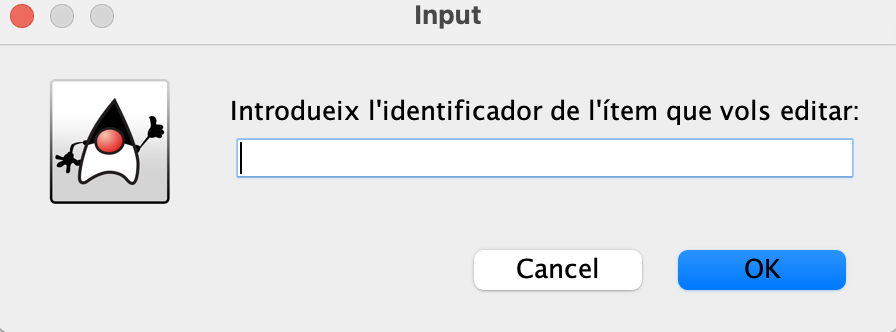 Input
Introdueix l'identificador de l'ítem que vols editar:
Cancel
OK